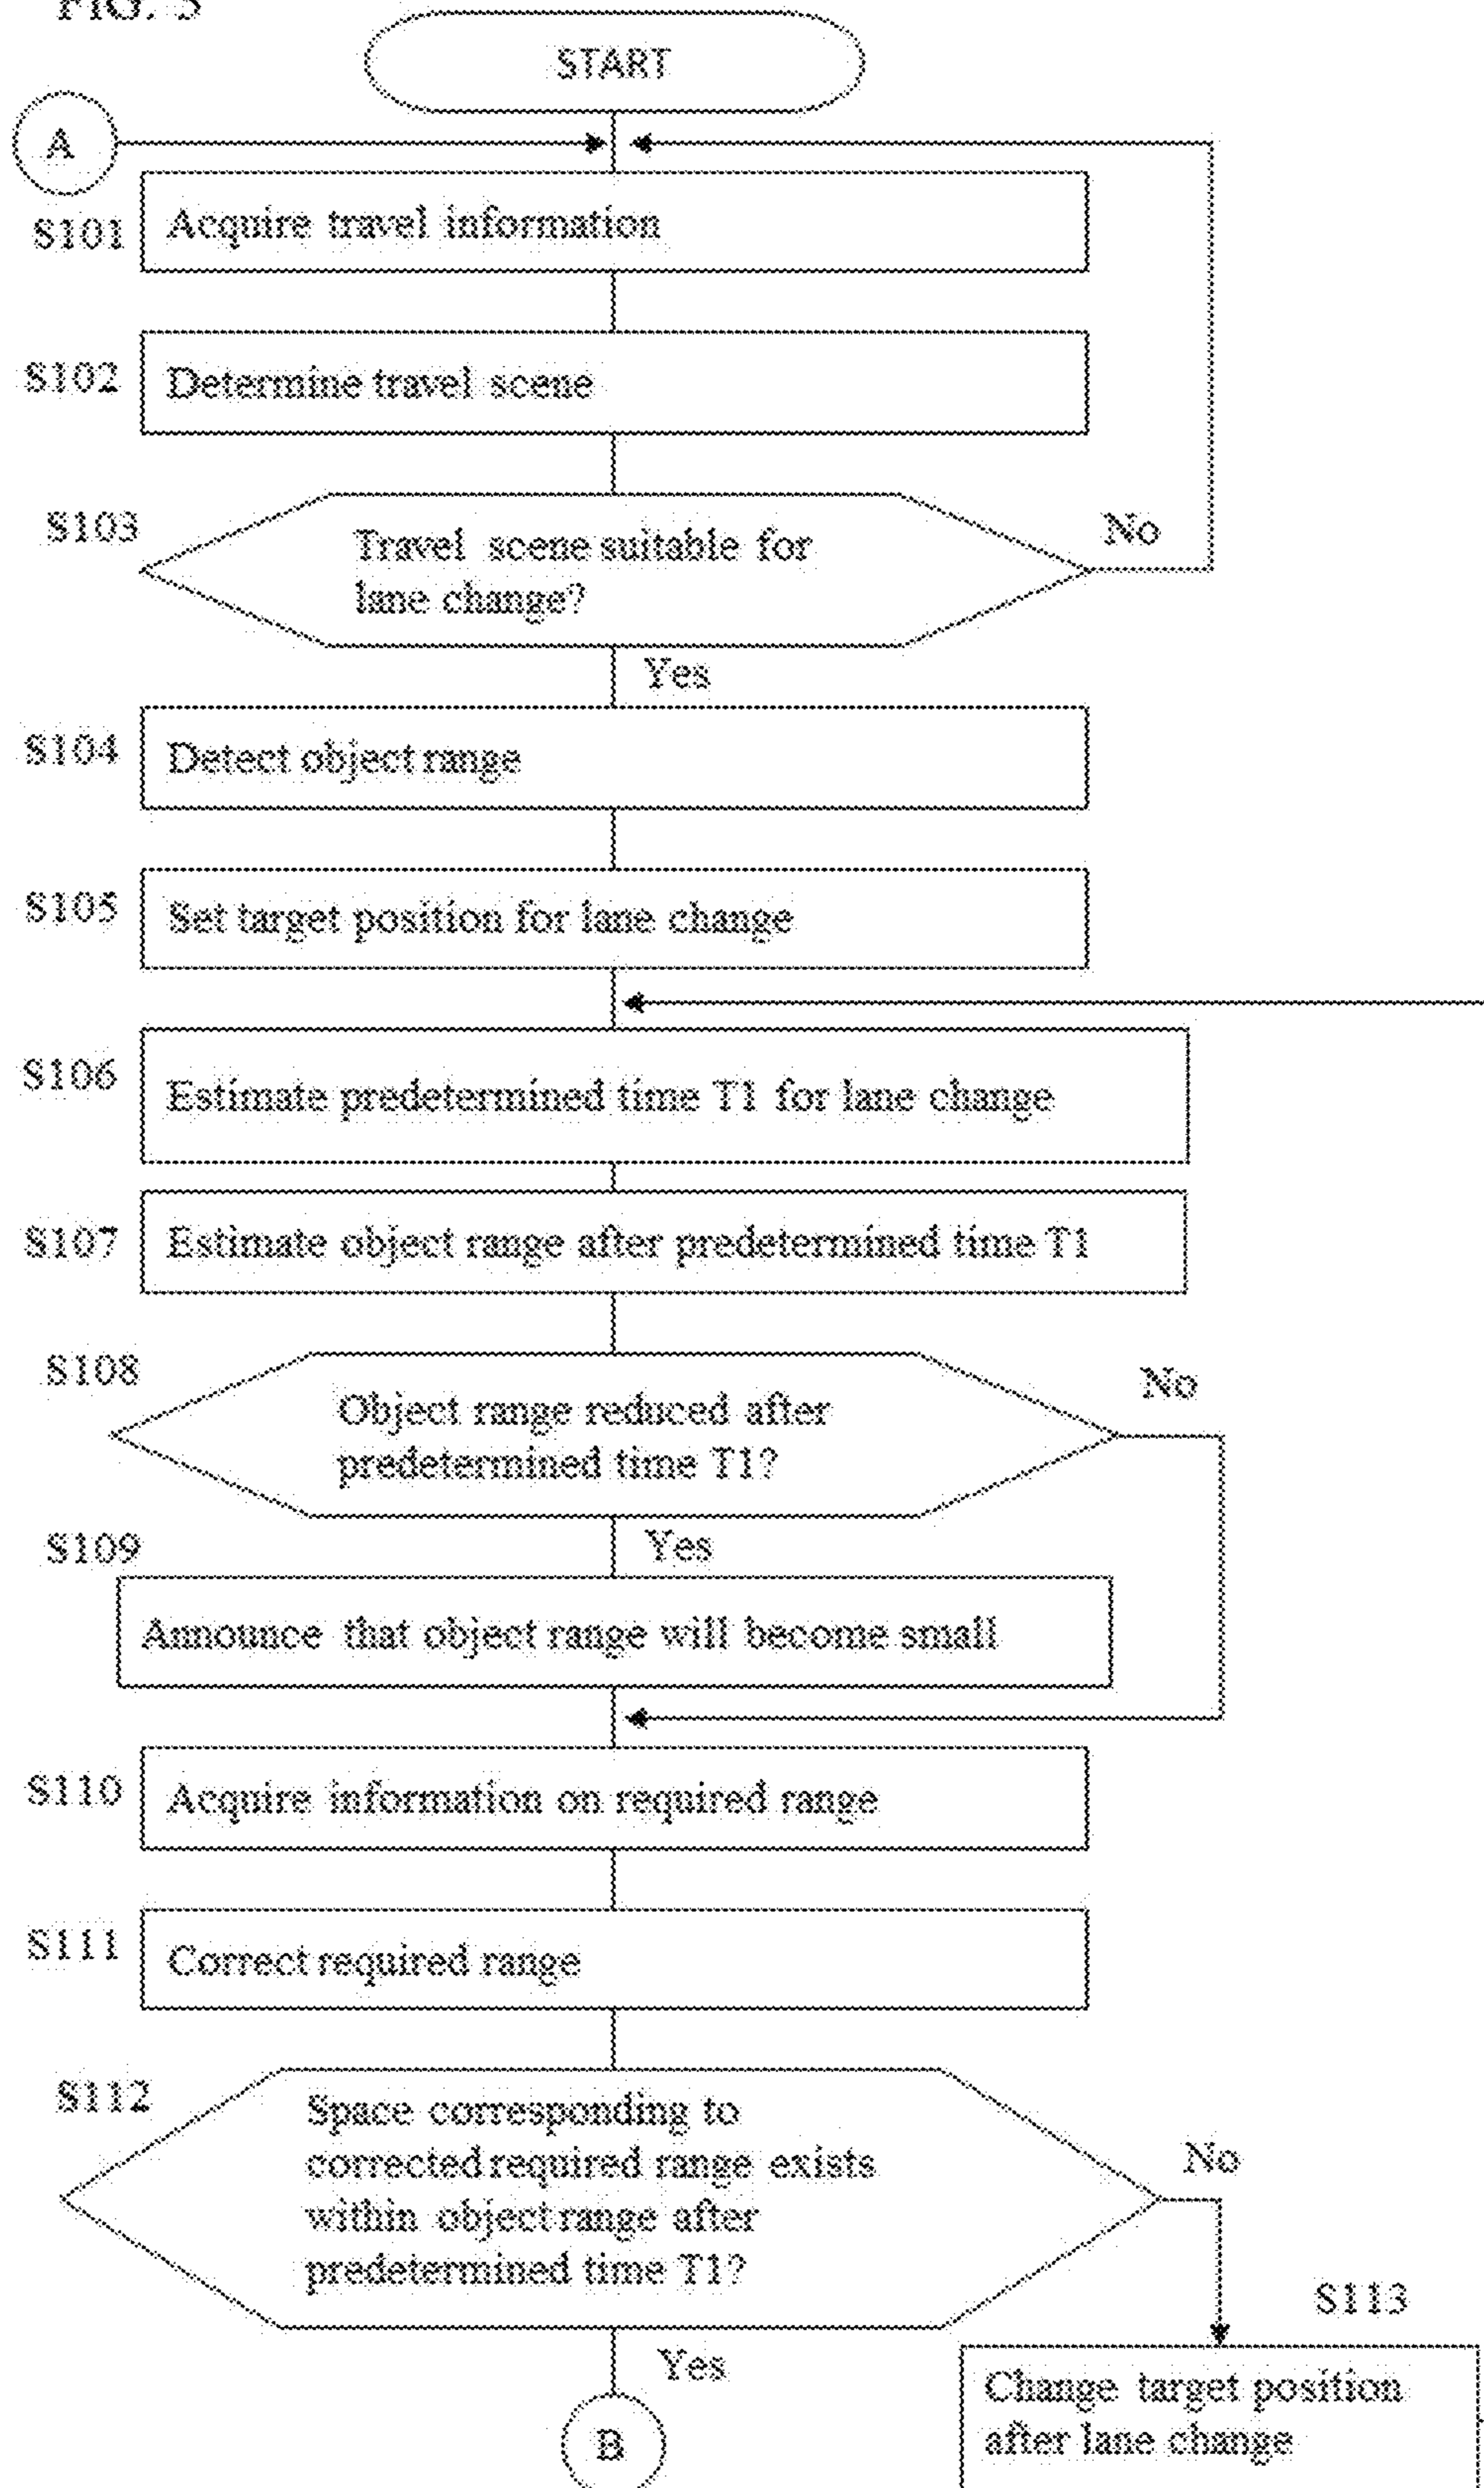 FIG. 3
START
A
S101
Acquire travel information
S102
Determine travel scene
S103
Travel scene suitable for
lane change?
No
Yes
S104
Detect object range
S105
Set target position for lane change
S106
Estimate predetermined time T1 for lane change
S107
Estimate object range after predetermined time T1
S108
Object range reduced after
predetermined time T1?
No
Yes
S109
Announce that object range will become small
S110
Acquire information on required range
S111
Correct required range
S112
Space corresponding to
corrected required range exists
within object range after
predetermined time T1?
No
Yes
S113
Change target position
after lane change
B